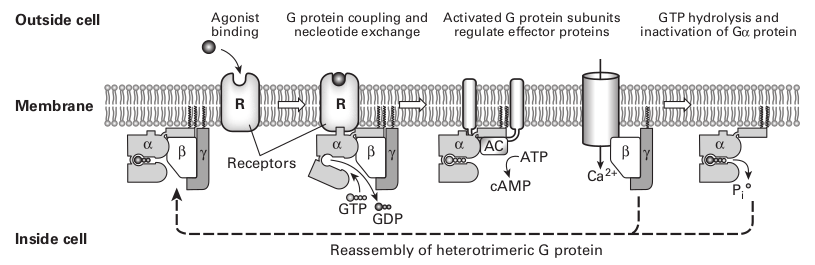 Outside cell
Agonist
binding
G protein coupling and
necleotide exchange
Activated G protein subunits
regulate effector proteins
GTP hydrolysis and
inactivation of Gα protein
Membrane
R
R
Receptors
α
β
γ
α
β
γ
GTP
GDP
α
AC
ATP
cAMP
Ca²⁺
β
γ
α
Pᵢ
Inside cell
Reassembly of heterotrimeric G protein